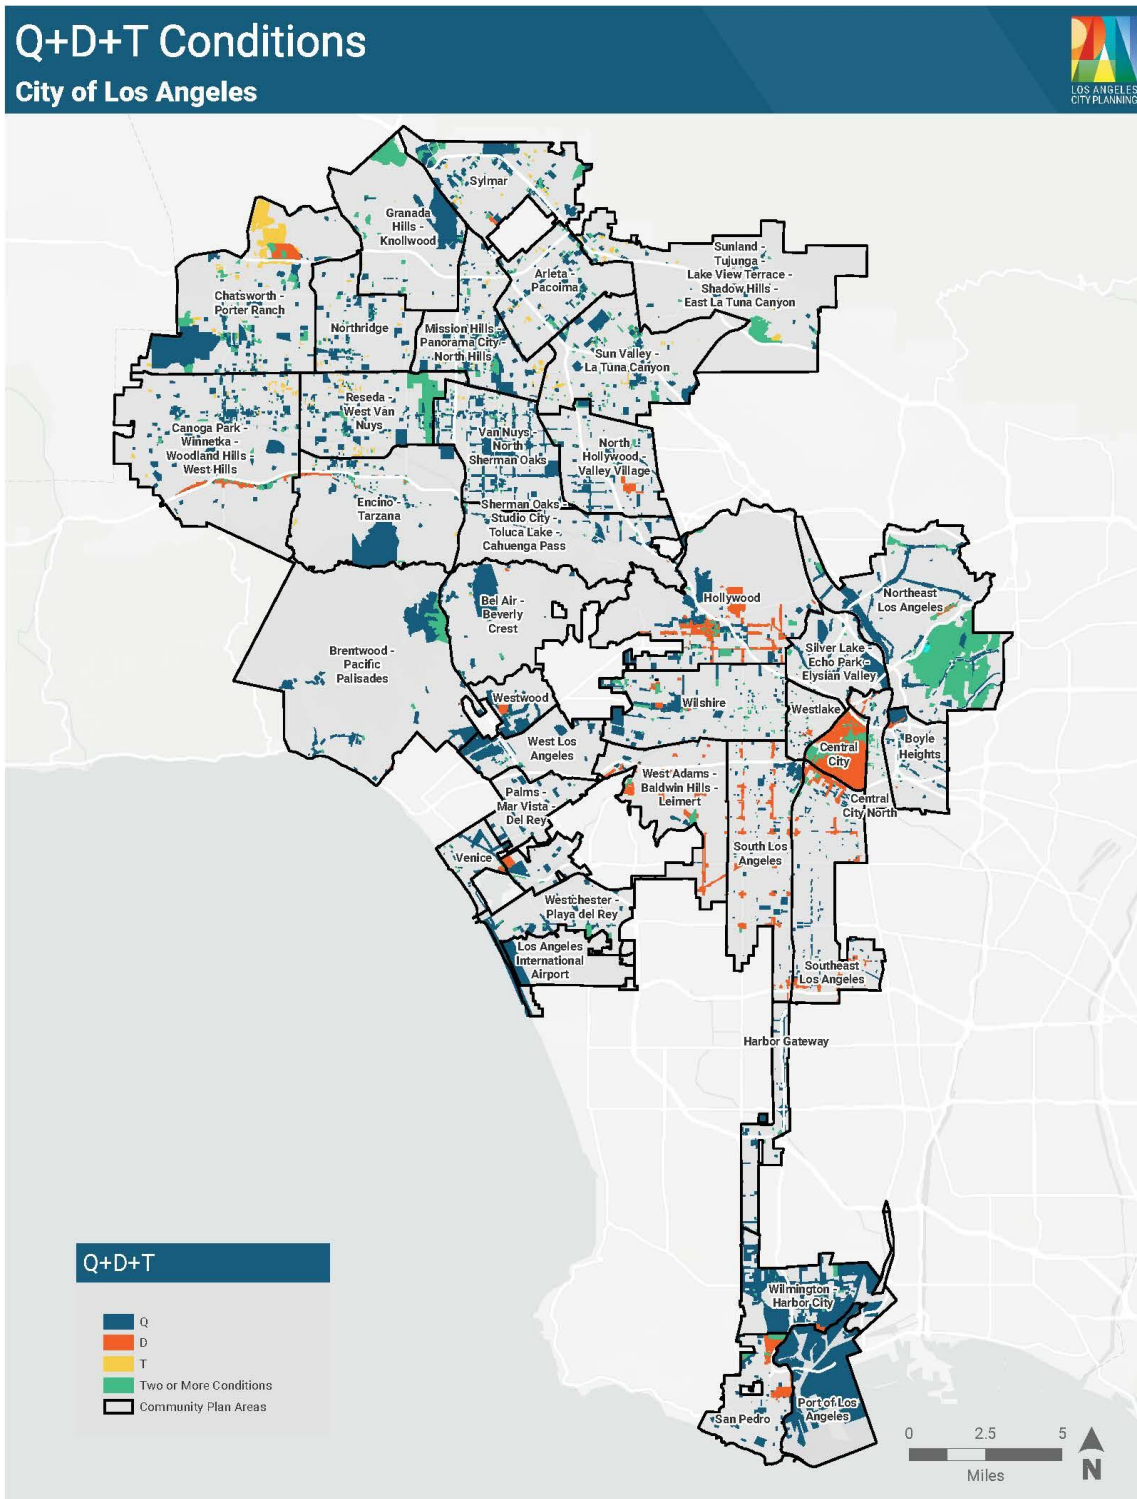 Q+D+T Conditions
City of Los Angeles
LOS ANGELES
CITY PLANNING
Sylmar
Granada
Hills -
Knollwood
Sunland -
Tujunga -
Lake View Terrace -
Shadow Hills -
East La Tuna Canyon
Arleta -
Pacoima
Chatsworth -
Porter Ranch
Northridge
Mission Hills -
Panorama City -
North Hills
Sun Valley -
La Tuna Canyon
Reseda -
West Van
Nuys
Canoga Park -
Winnetka -
Woodland Hills -
West Hills
Van Nuys -
North
Sherman Oaks
North
Hollywood -
Valley Village
Encino -
Tarzana
Sherman Oaks -
Studio City -
Toluca Lake -
Cahuenga Pass
Bel Air -
Beverly
Crest
Hollywood
Northeast
Los Angeles
Brentwood -
Pacific
Palisades
Silver Lake -
Echo Park -
Elysian Valley
Westwood
Wilshire
Westlake
West Los
Angeles
Central
City
Boyle
Heights
West Adams -
Baldwin Hills -
Leimert
Palms -
Mar Vista -
Del Rey
Central
City North
Venice
South Los
Angeles
Westchester -
Playa del Rey
Los Angeles
International
Airport
Southeast
Los Angeles
Harbor Gateway
Wilmington -
Harbor City
San Pedro
Port of Los
Angeles
Q+D+T
Q
D
T
Two or More Conditions
Community Plan Areas
0 2.5 5
Miles
N